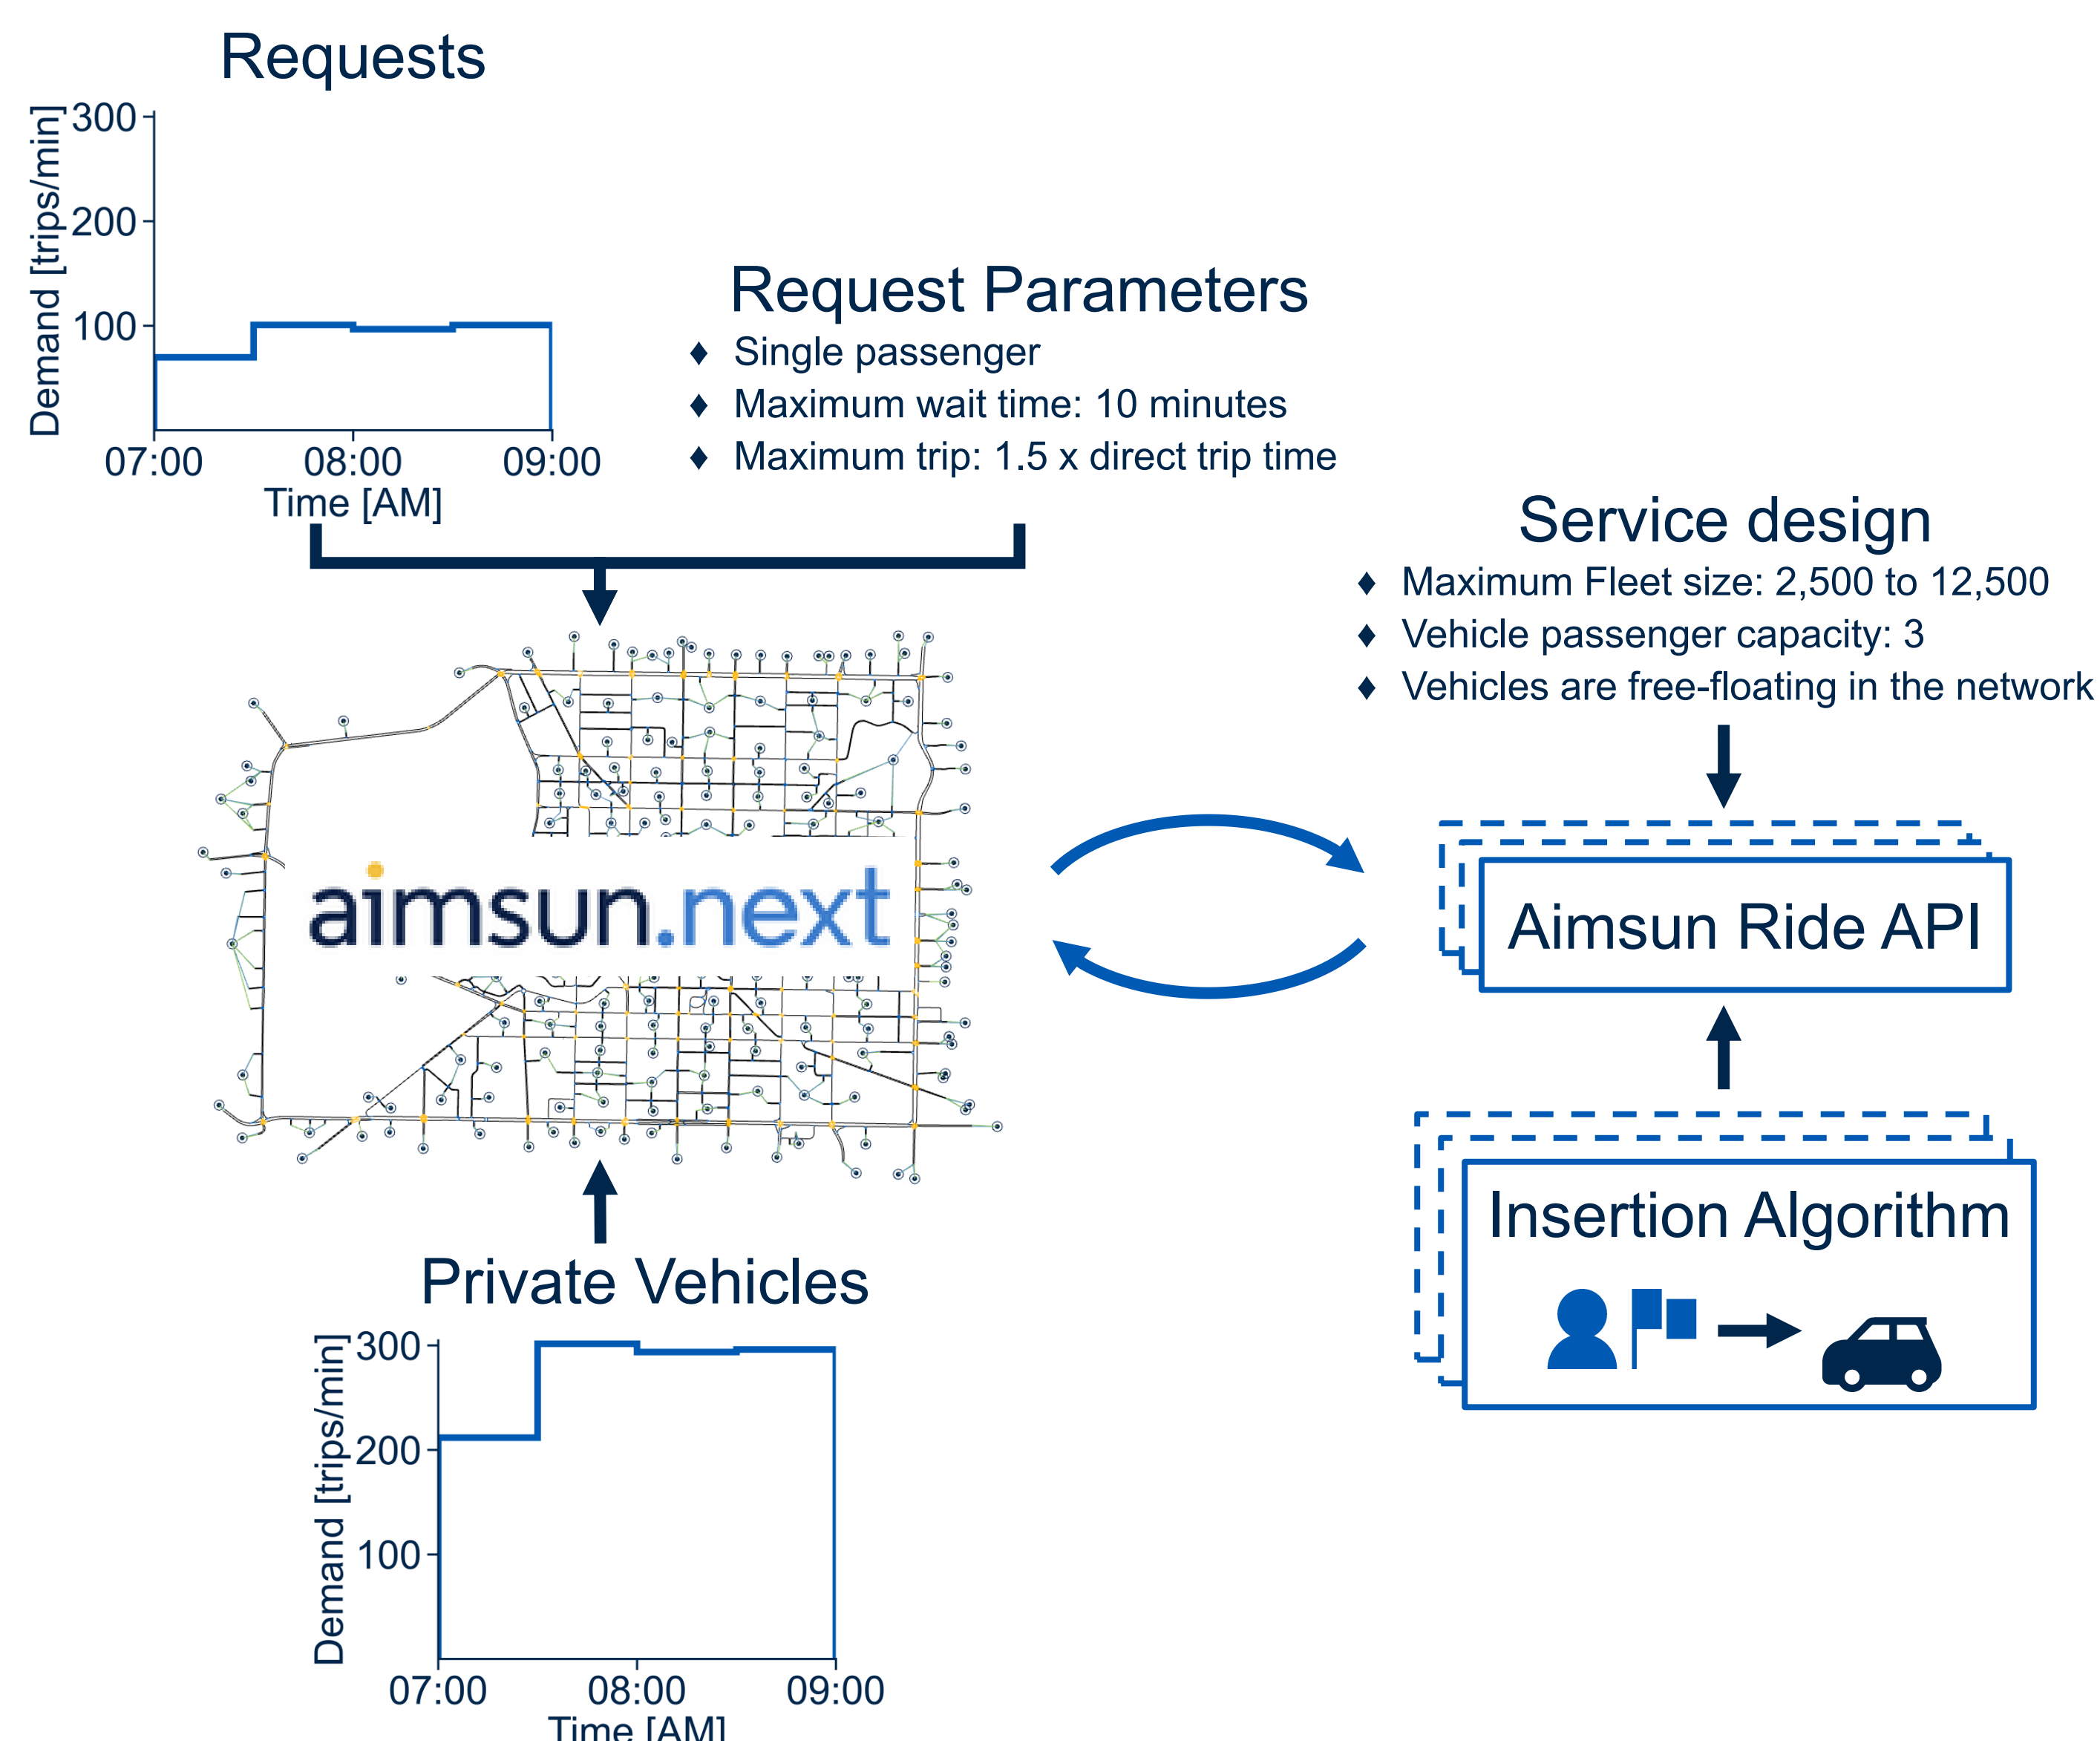 Requests
Demand [trips/min]
300
200
100
07:00 08:00 09:00
Time [AM]
Request Parameters
♦ Single passenger
♦ Maximum wait time: 10 minutes
♦ Maximum trip: 1.5 x direct trip time
Service design
♦ Maximum Fleet size: 2,500 to 12,500
♦ Vehicle passenger capacity: 3
♦ Vehicles are free-floating in the network
aimsun.next
Aimsun Ride API
Insertion Algorithm
Private Vehicles
Demand [trips/min]
300
200
100
07:00 08:00 09:00
Time [AM]